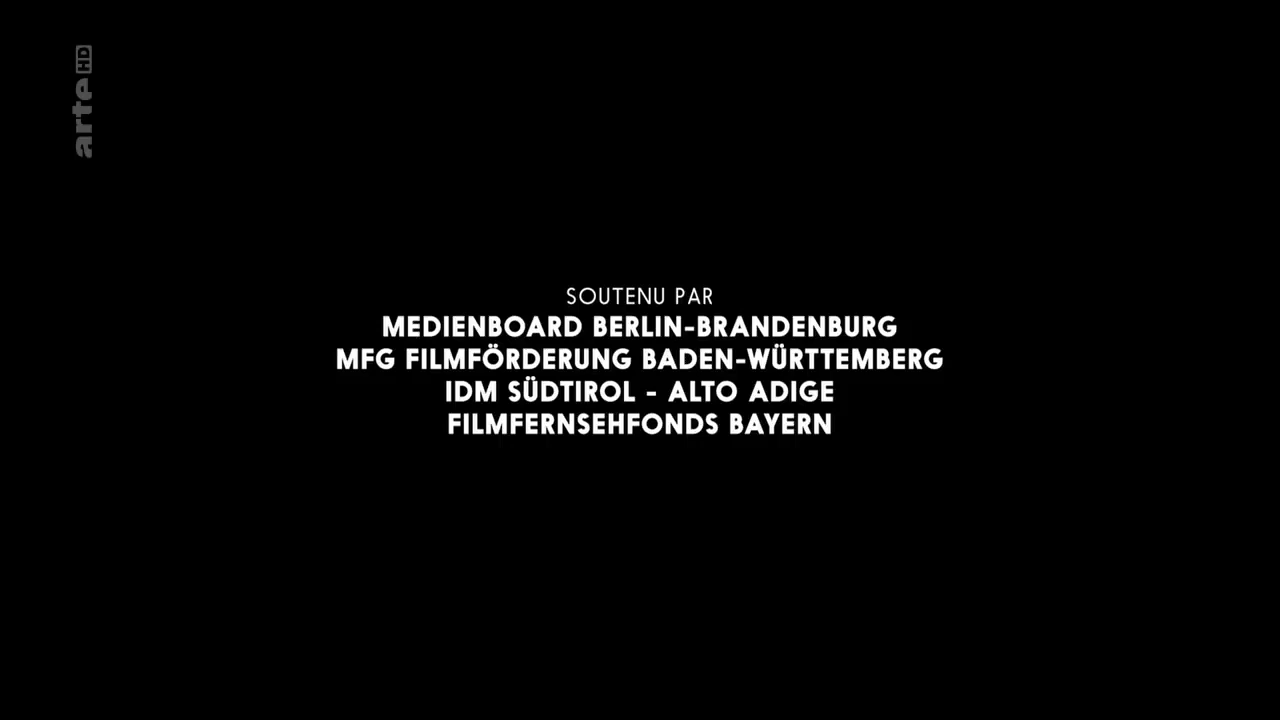 arte HD
SOUTENU PAR
MEDIENBOARD BERLIN-BRANDENBURG
MFG FILMFÖRDERUNG BADEN-WÜRTTEMBERG
IDM SÜDTIROL - ALTO ADIGE
FILMFERNSEHFONDS BAYERN